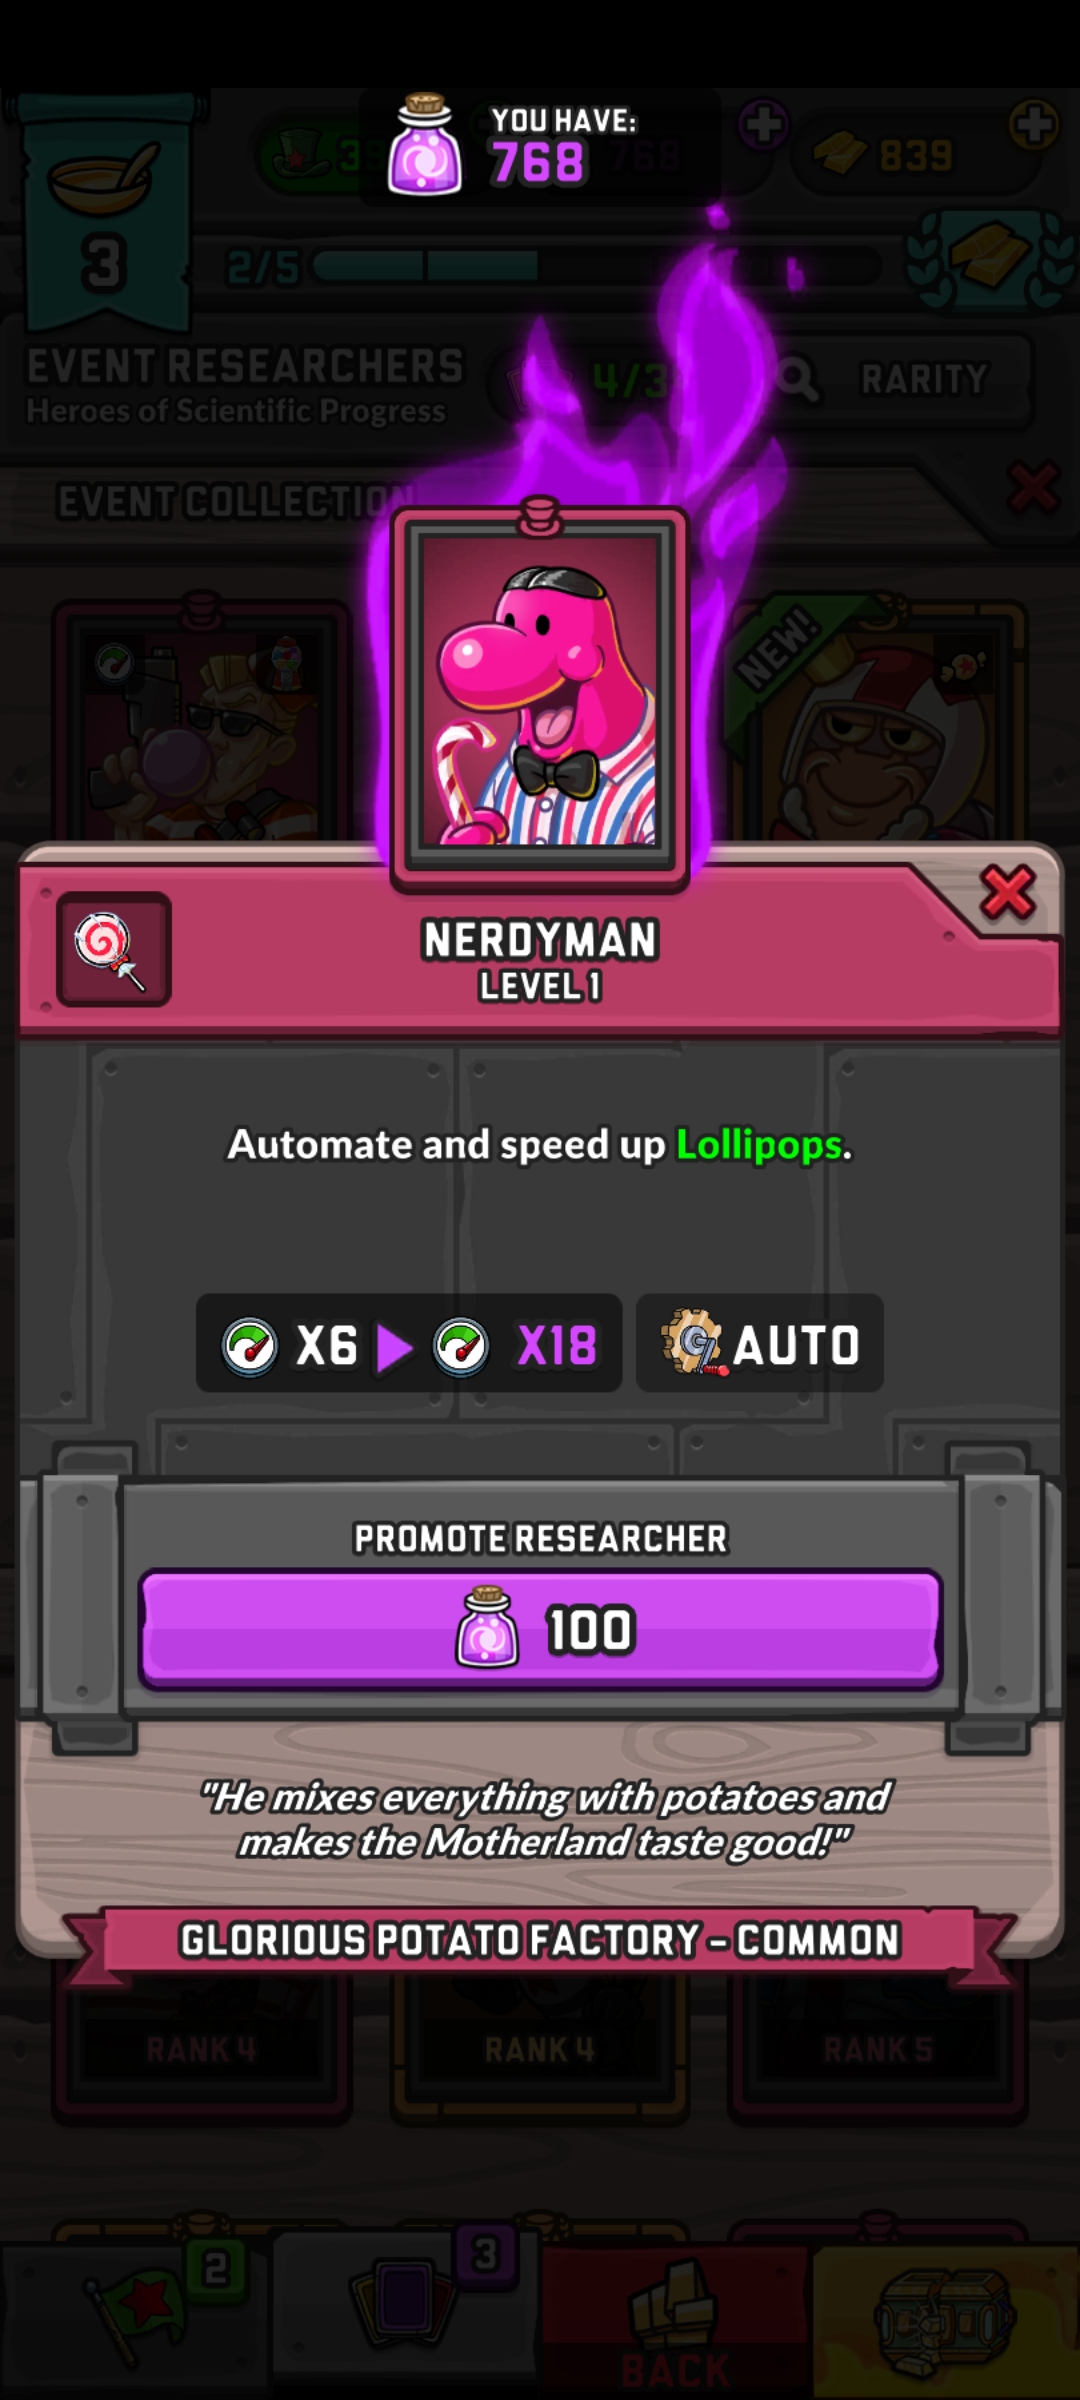 YOU HAVE:
768
839
3
2/5
EVENT RESEARCHERS
Heroes of Scientific Progress
4/3
RARITY
EVENT COLLECTION
NEW!
NERDYMAN
LEVEL 1
Automate and speed up Lollipops.
X6
X18
AUTO
PROMOTE RESEARCHER
100
"He mixes everything with potatoes and
makes the Motherland taste good!"
GLORIOUS POTATO FACTORY - COMMON
RANK 4
RANK 4
RANK 5
2
3
BACK